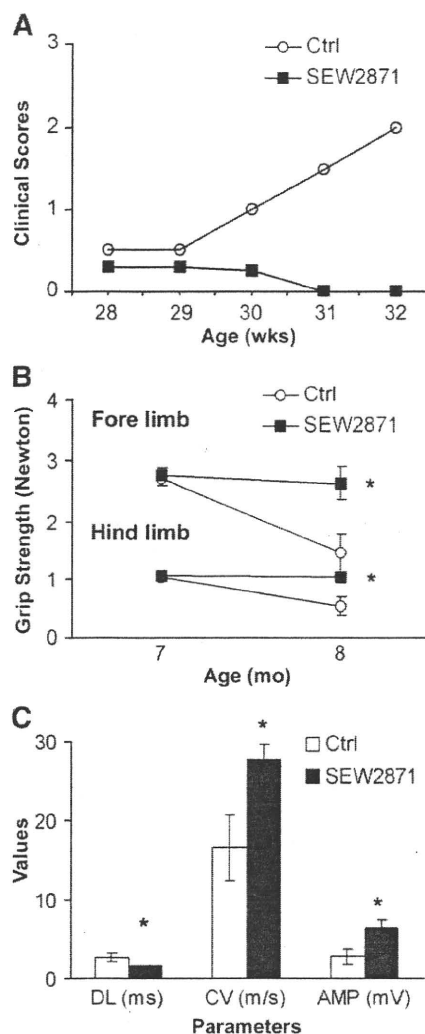 A
Ctrl
SEW2871
Clinical Scores
3
2
1
0
28 29 30 31 32
Age (wks)
B
Ctrl
SEW2871
Grip Strength (Newton)
4
3
2
1
0
Fore limb
*
Hind limb
*
7 8
Age (mo)
C
Ctrl
SEW2871
Values
30
20
10
0
* * *
DL (ms) CV (m/s) AMP (mV)
Parameters